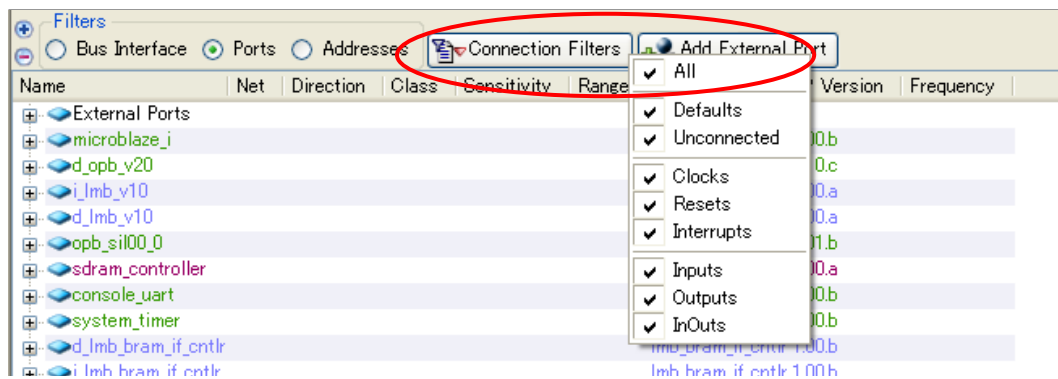 Filters
Bus Interface Ports Addresses Connection Filters Add External Port
Name Net Direction Class Sensitivity Range Version Frequency
External Ports
microblaze_i
d_opb_v20
i_lmb_v10
d_lmb_v10
opb_sil00_0
sdram_controller
console_uart
system_timer
d_lmb_bram_if_cntlr lmb_bram_if_cntlr 1.00.b
i_lmb_bram_if_cntlr lmb_bram_if_cntlr 1.00.b
All
Defaults
Unconnected
Clocks
Resets
Interrupts
Inputs
Outputs
InOuts